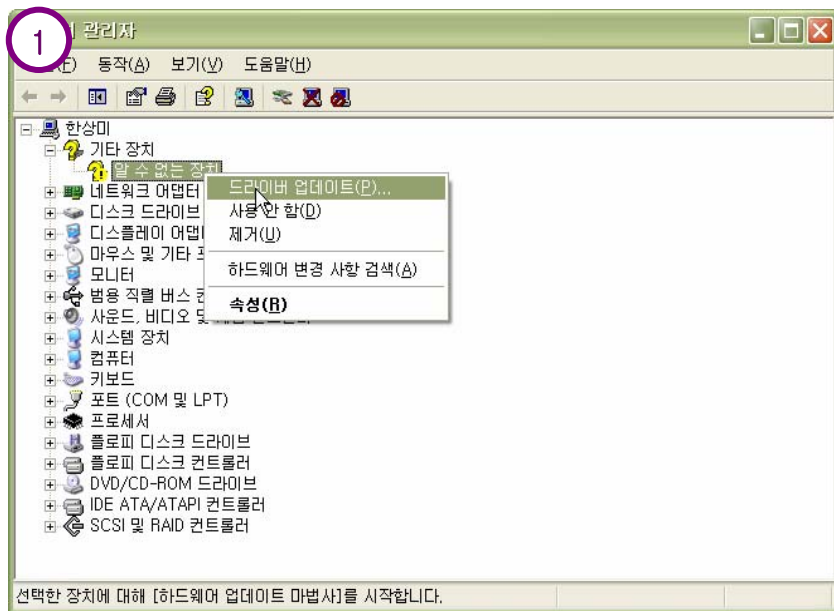 1
관리자
(F) 동작(A) 보기(V) 도움말(H)
한상미
기타 장치
알 수 없는 장치
네트워크 어댑터
디스크 드라이브
디스플레이 어댑
마우스 및 기타
모니터
범용 직렬 버스
사운드, 비디오 및
시스템 장치
컴퓨터
키보드
포트 (COM 및 LPT)
프로세서
플로피 디스크 드라이브
플로피 디스크 컨트롤러
DVD/CD-ROM 드라이브
IDE ATA/ATAPI 컨트롤러
SCSI 및 RAID 컨트롤러
드라이버 업데이트(P)...
사용 안 함(D)
제거(U)
하드웨어 변경 사항 검색(A)
속성(R)
선택한 장치에 대해 [하드웨어 업데이트 마법사]를 시작합니다.